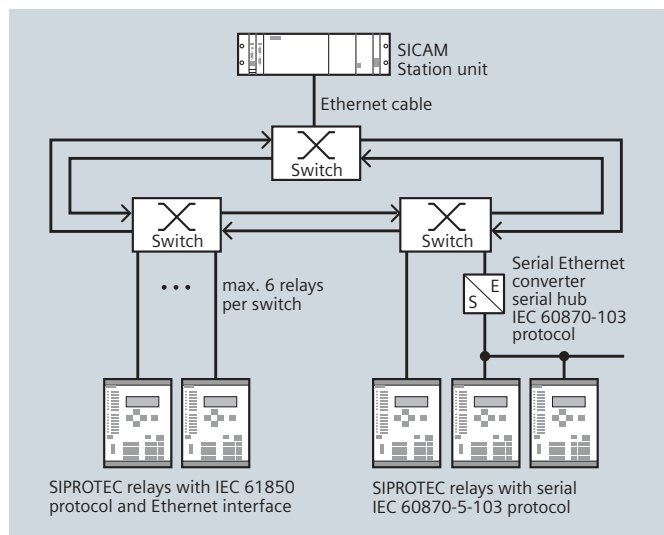 SICAM
Station unit
Ethernet cable
Switch
Switch
Switch
• • •
max. 6 relays
per switch
S E
Serial Ethernet
converter
serial hub
IEC 60870-103
protocol
SIPROTEC relays with IEC 61850
protocol and Ethernet interface
SIPROTEC relays with serial
IEC 60870-5-103 protocol